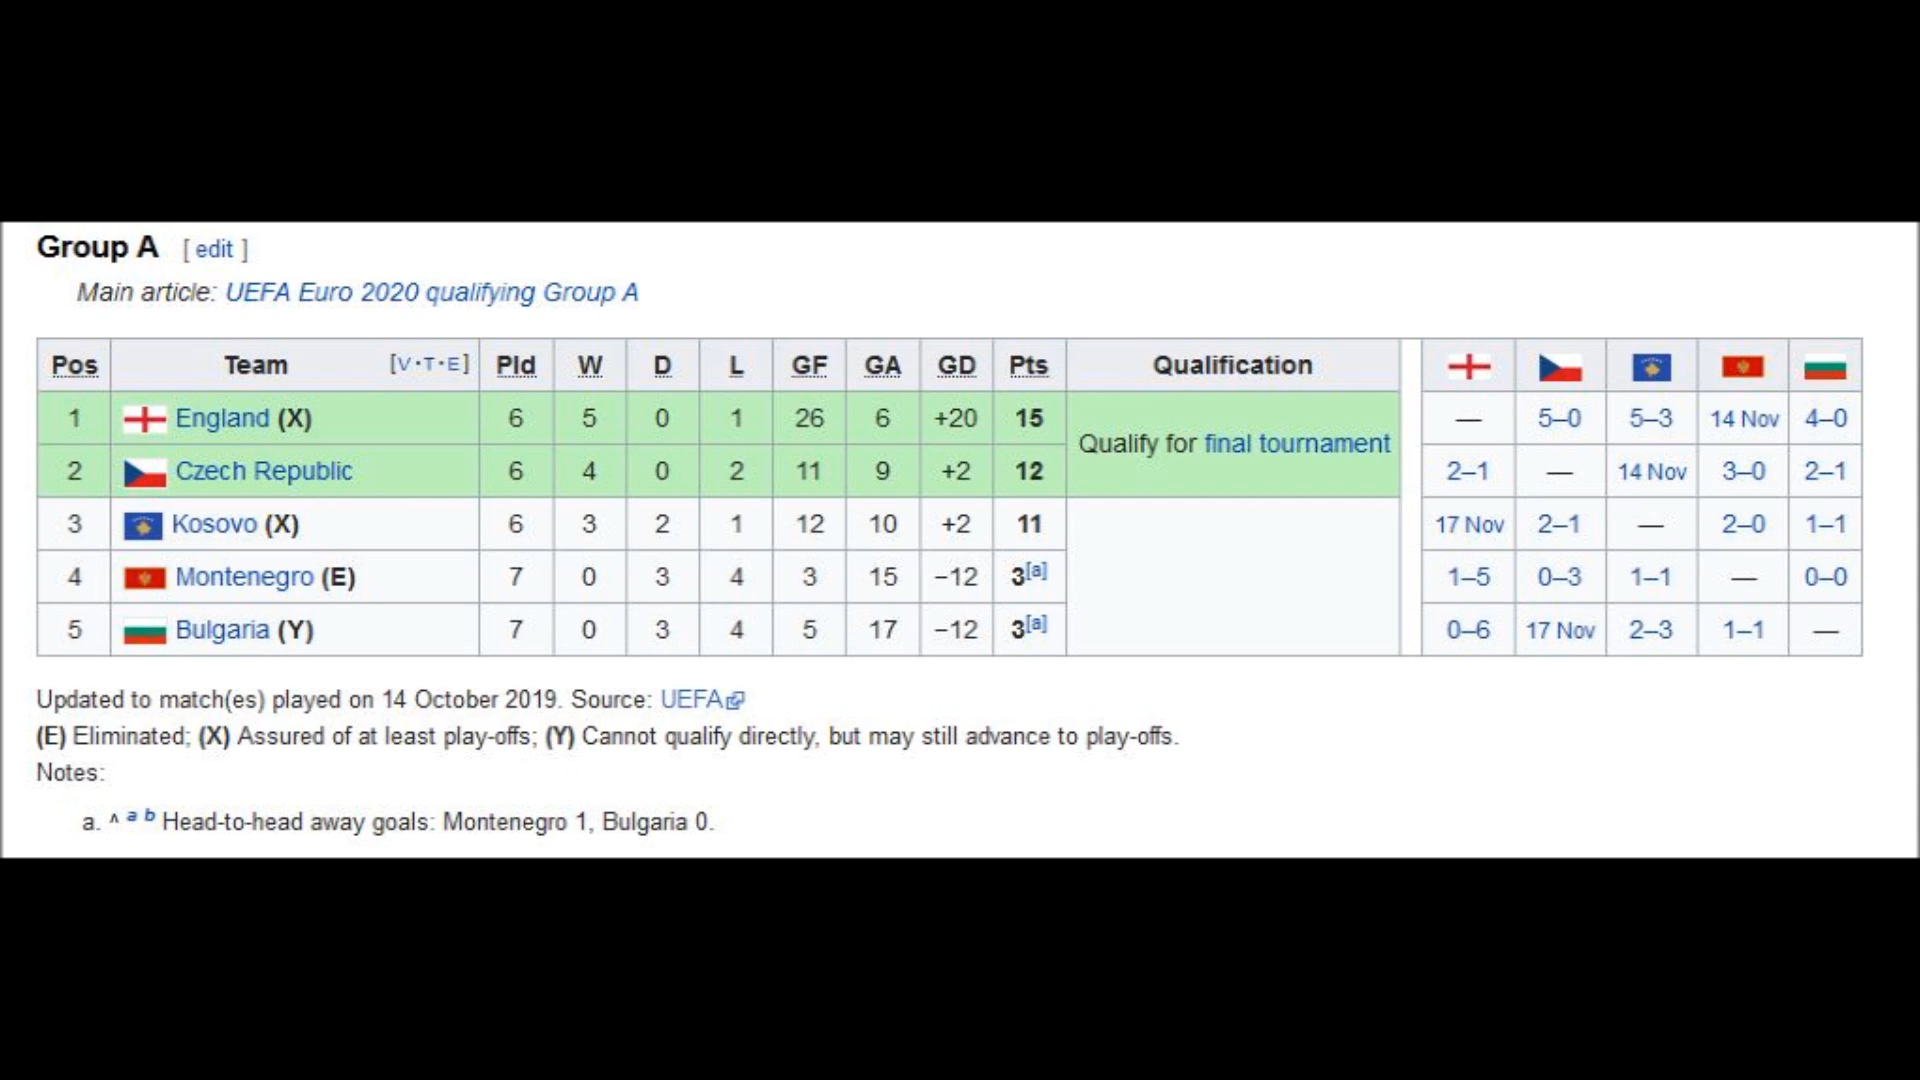 Group A [ edit ]
Main article: UEFA Euro 2020 qualifying Group A
Pos Team [V·T·E] Pld W D L GF GA GD Pts Qualification
1 England (X) 6 5 0 1 26 6 +20 15 Qualify for final tournament — 5–0 5–3 14 Nov 4–0
2 Czech Republic 6 4 0 2 11 9 +2 12 2–1 — 14 Nov 3–0 2–1
3 Kosovo (X) 6 3 2 1 12 10 +2 11 17 Nov 2–1 — 2–0 1–1
4 Montenegro (E) 7 0 3 4 3 15 −12 3[a] 1–5 0–3 1–1 — 0–0
5 Bulgaria (Y) 7 0 3 4 5 17 −12 3[a] 0–6 17 Nov 2–3 1–1 —
Updated to match(es) played on 14 October 2019. Source: UEFA
(E) Eliminated; (X) Assured of at least play-offs; (Y) Cannot qualify directly, but may still advance to play-offs.
Notes:
a. ^ a b Head-to-head away goals: Montenegro 1, Bulgaria 0.